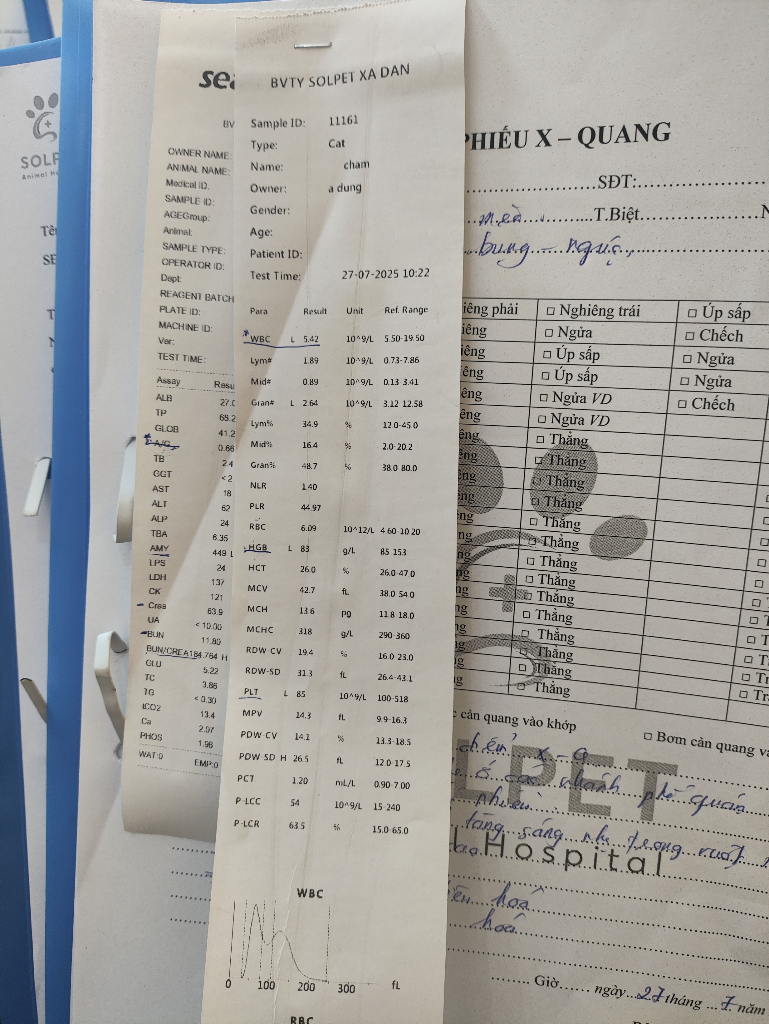 SOLP
Animal H
BVTY SOLPET XA DAN
Sample ID: 11161
Type: Cat
Name: cham
Owner: a dung
Gender:
Age:
Patient ID:
Test Time: 27-07-2025 10:22
Para Result Unit Ref. Range
WBC L 5.42 10^9/L 5.50-19.50
Lym# 1.89 10^9/L 0.73-7.86
Mid# 0.89 10^9/L 0.13-3.41
Gran# L 2.64 10^9/L 3.12-12.58
Lym% 34.9 % 12.0-45.0
Mid% 16.4 % 2.0-20.2
Gran% 48.7 % 38.0-80.0
NLR 1.40
PLR 44.97
RBC 6.09 10^12/L 4.60-10.20
HGB L 83 g/L 85-153
HCT 26.0 % 26.0-47.0
MCV 42.7 fL 38.0-54.0
MCH 13.6 pg 11.8-18.0
MCHC 318 g/L 290-360
RDW-CV 19.4 % 16.0-23.0
RDW-SD 31.3 fL 26.4-43.1
PLT L 85 10^9/L 100-518
MPV 14.3 fL 9.9-16.3
PDW-CV 14.1 % 13.3-18.5
PDW-SD H 26.5 fL 12.0-17.5
PCT 1.20 mL/L 0.90-7.00
P-LCC 54 10^9/L 15-240
P-LCR 63.5 % 15.0-65.0
WBC
0 100 200 300 fL
RBC
sea
BV
OWNER NAME:
ANIMAL NAME:
Medical ID.
SAMPLE ID:
AGEGroup:
Animal:
SAMPLE TYPE:
OPERATOR ID:
Dept:
REAGENT BATCH
PLATE ID:
MACHINE ID:
Ver:
TEST TIME:
Assay Resu
ALB 27.0
TP 68.2
GLOB 41.2
A/G 0.66
TB 2.4
GGT < 2
AST 18
ALT 62
ALP 24
TBA 6.35
AMY 449 L
LPS 24
LDH 137
CK 121
Crea 63.9
UA < 10.00
BUN 11.80
BUN/CREA 184.764 H
GLU 5.22
TC 3.86
TG < 0.30
tCO2 13.4
Ca 2.07
PHOS 1.96
WAT:0 EMP:0
PHIẾU X – QUANG
SĐT:
mèo T.Biệt
bụng – ngực
iêng phải □ Nghiêng trái □ Úp sấp
iêng □ Ngửa □ Chếch
iêng □ Úp sấp □ Ngửa
iêng □ Úp sấp □ Ngửa
êng □ Ngửa VD □ Chếch
êng □ Ngửa VD
êng □ Thẳng
êng □ Thẳng
êng □ Thẳng
□ Thẳng
□ Thẳng
□ Thẳng
□ Thẳng
□ Thẳng
□ Thẳng
□ Thẳng
□ Thẳng
□ Thẳng
□ Thẳng
cản quang vào khớp □ Bơm cản quang và
LPET
Hospital
các nhánh phế quản
nhiều
tăng sáng nhẹ trong ruột
hoá
hoá
Giờ ngày 27 tháng 7 năm